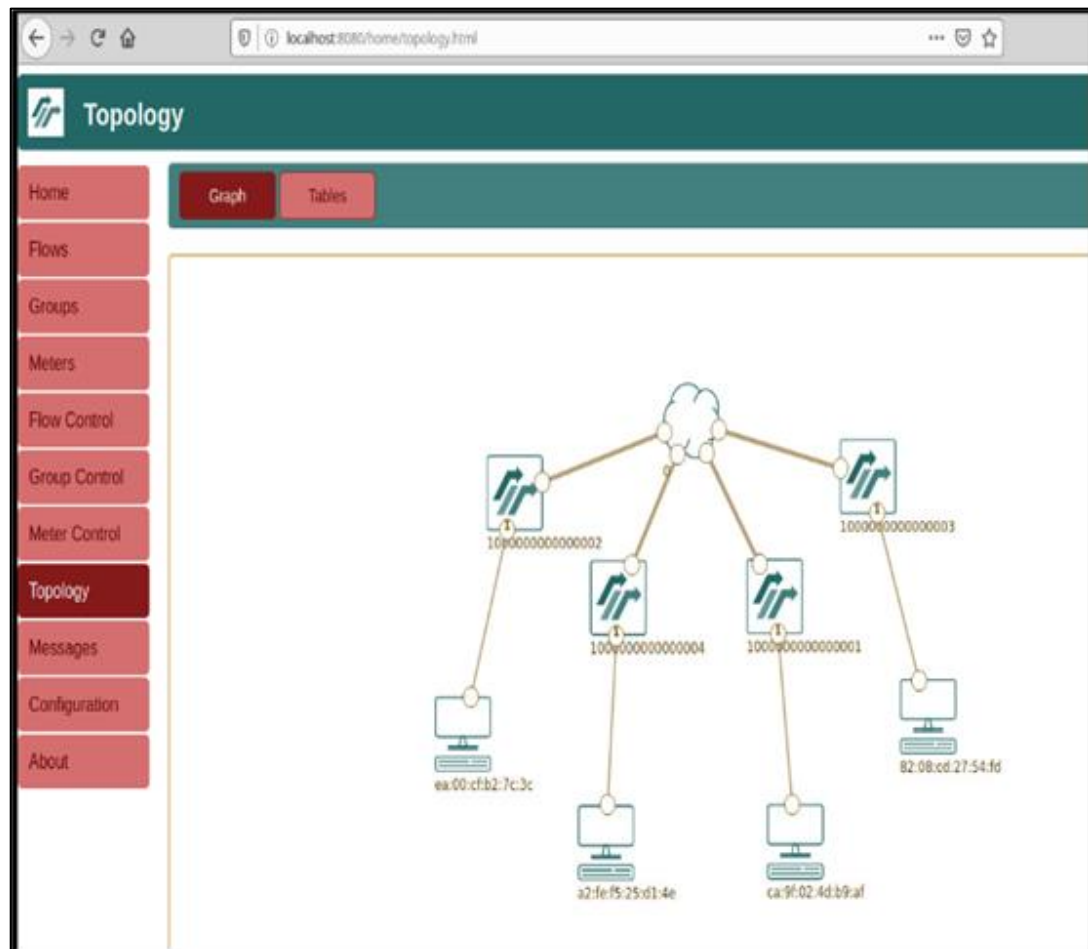 localhost:8080/home/topology.html
Topology
Home
Flows
Groups
Meters
Flow Control
Group Control
Meter Control
Topology
Messages
Configuration
About
Graph
Tables
1000000000000002
1000000000000003
1000000000000004
1000000000000001
ea:00:cf:b2:7c:3c
82:08:cd:27:54:fd
a2:fe:f5:25:d1:4e
ca:9f:02:4d:b9:af